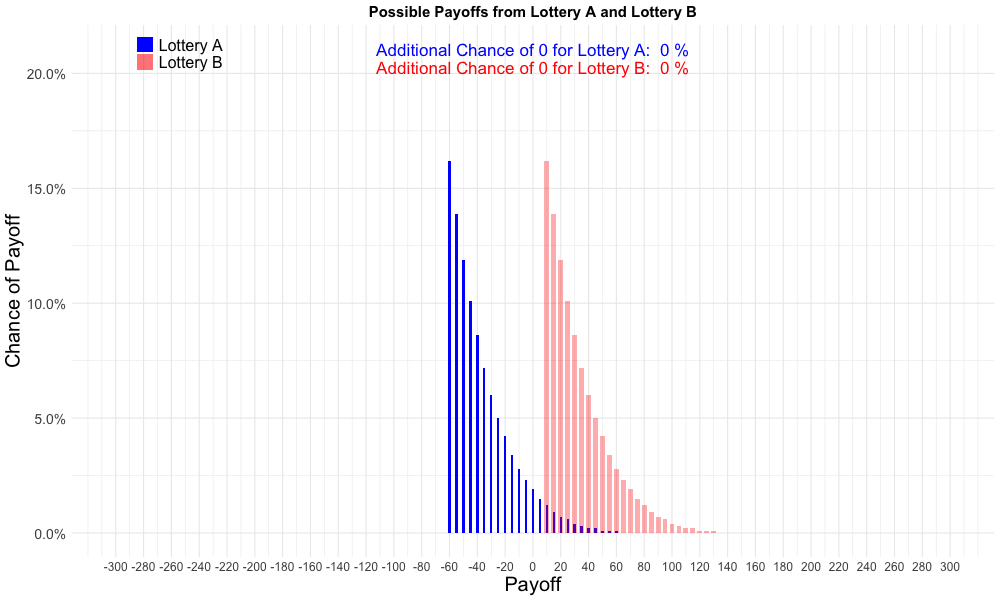 Possible Payoffs from Lottery A and Lottery B
Lottery A
Lottery B
Additional Chance of 0 for Lottery A:  0 %
Additional Chance of 0 for Lottery B:  0 %
Chance of Payoff
20.0%
15.0%
10.0%
5.0%
0.0%
-300 -280 -260 -240 -220 -200 -180 -160 -140 -120 -100 -80 -60 -40 -20 0 20 40 60 80 100 120 140 160 180 200 220 240 260 280 300
Payoff